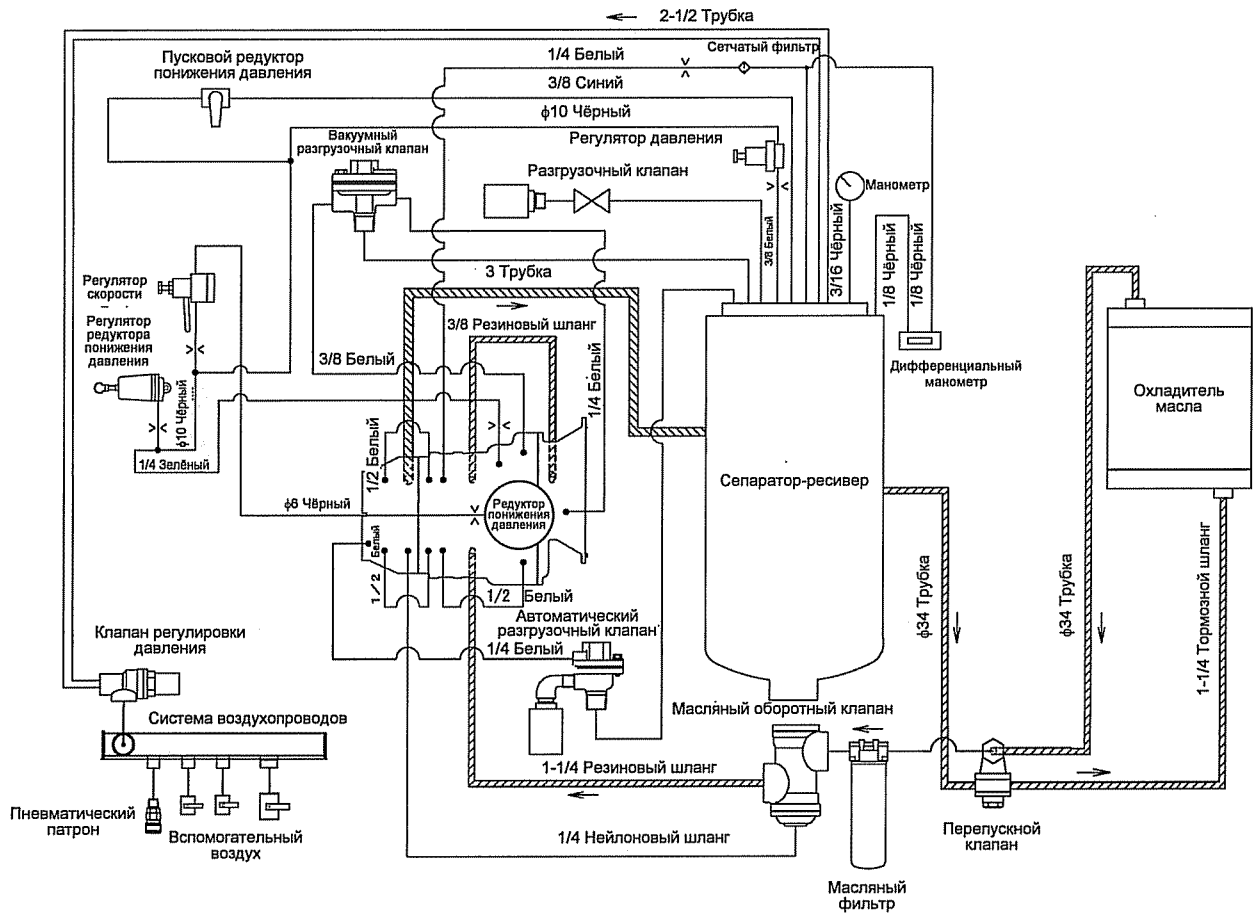 2-1/2 Трубка
1/4 Белый
Сетчатый фильтр
Пусковой редуктор
понижения давления
3/8 Синий
ф10 Чёрный
Вакуумный
разгрузочный клапан
Регулятор давления
Разгрузочный клапан
Манометр
3/8 Белый
3/16 Чёрный
1/8 Чёрный
1/8 Чёрный
3 Трубка
Регулятор
скорости
Регулятор
редуктора
понижения
давления
3/8 Резиновый шланг
3/8 Белый
1/4 Белый
Дифференциальный
манометр
Охладитель
масла
ф10 Чёрный
1/4 Зелёный
1/2 Белый
Сепаратор-ресивер
ф6 Чёрный
Редуктор
понижения
давления
Белый
1/2
1/2 Белый
ф34 Трубка
ф34 Трубка
1-1/4 Тормозной шланг
Автоматический
разгрузочный клапан
1/4 Белый
Клапан регулировки
давления
Масляный оборотный клапан
Система воздухопроводов
1-1/4 Резиновый шланг
Пневматический
патрон
Вспомогательный
воздух
1/4 Нейлоновый шланг
Перепускной
клапан
Масляный
фильтр